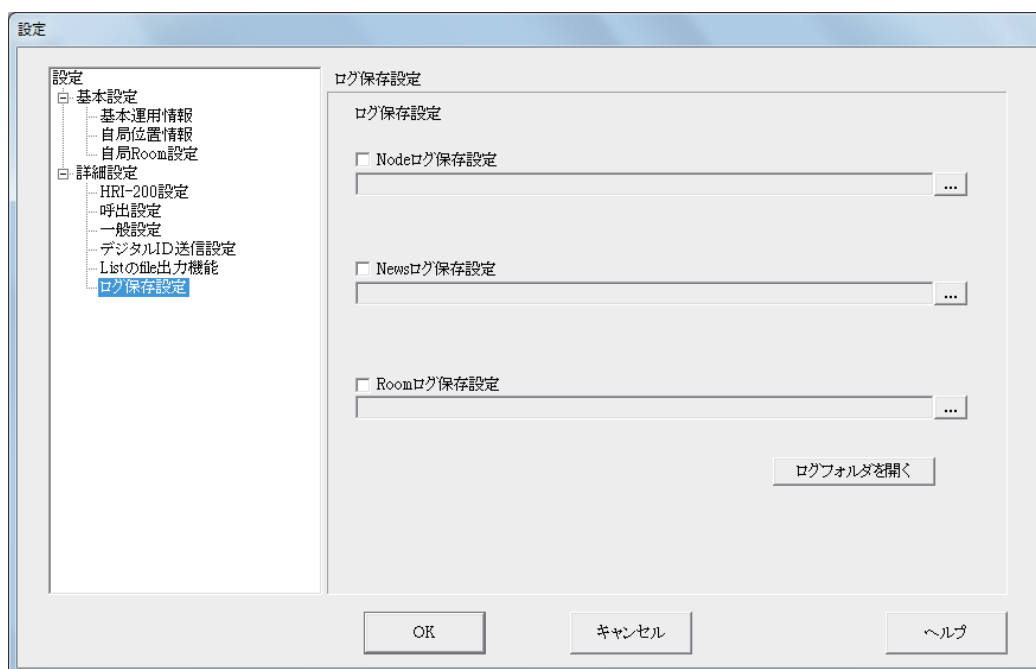 設定
設定
基本設定
基本運用情報
自局位置情報
自局Room設定
詳細設定
HRI-200設定
呼出設定
一般設定
デジタルID送信設定
Listのfile出力機能
ログ保存設定
ログ保存設定
ログ保存設定
Nodeログ保存設定
...
Newsログ保存設定
...
Roomログ保存設定
...
ログフォルダを開く
OK
キャンセル
ヘルプ